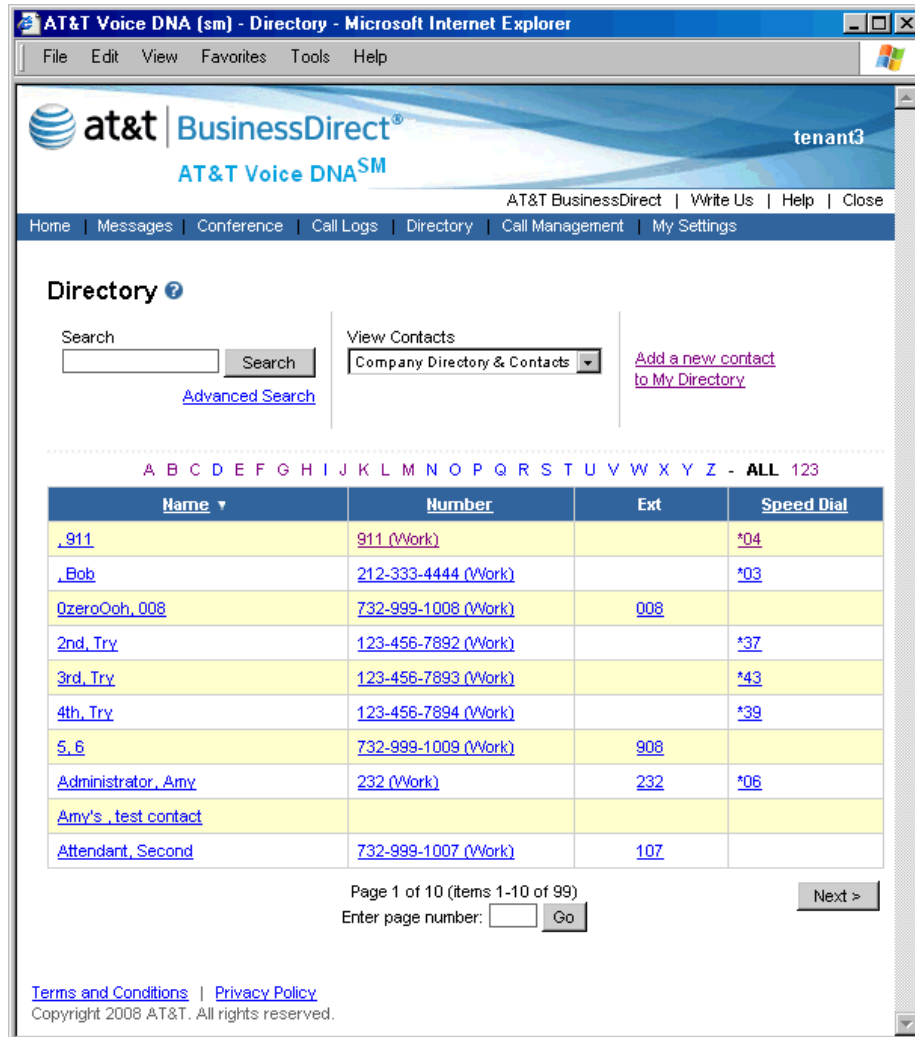 AT&T Voice DNA (sm) - Directory - Microsoft Internet Explorer
File Edit View Favorites Tools Help
at&t | BusinessDirect®
tenant3
AT&T Voice DNA SM
AT&T BusinessDirect | Write Us | Help | Close
Home | Messages | Conference | Call Logs | Directory | Call Management | My Settings
Directory ?
Search
View Contacts
Search
Company Directory & Contacts
Add a new contact
to My Directory
Advanced Search
A B C D E F G H I J K L M N O P Q R S T U V W X Y Z - ALL 123
Name Number Ext Speed Dial
, 911 911 (Work) *04
, Bob 212-333-4444 (Work) *03
0zeroOoh, 008 732-999-1008 (Work) 008
2nd, Try 123-456-7892 (Work) *37
3rd, Try 123-456-7893 (Work) *43
4th, Try 123-456-7894 (Work) *39
5, 6 732-999-1009 (Work) 908
Administrator, Amy 232 (Work) 232 *06
Amy's , test contact
Attendant, Second 732-999-1007 (Work) 107
Page 1 of 10 (items 1-10 of 99)
Next >
Enter page number: Go
Terms and Conditions | Privacy Policy
Copyright 2008 AT&T. All rights reserved.